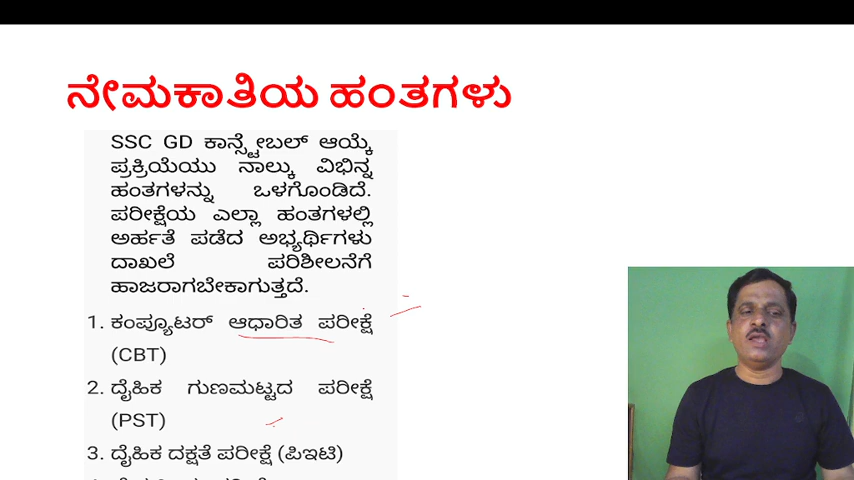 ನೇಮಕಾತಿಯ ಹಂತಗಳು
SSC GD ಕಾನ್ಸ್ಟೇಬಲ್ ಆಯ್ಕೆ
ಪ್ರಕ್ರಿಯೆಯು ನಾಲ್ಕು ವಿಭಿನ್ನ
ಹಂತಗಳನ್ನು ಒಳಗೊಂಡಿದೆ.
ಪರೀಕ್ಷೆಯ ಎಲ್ಲಾ ಹಂತಗಳಲ್ಲಿ
ಅರ್ಹತೆ ಪಡೆದ ಅಭ್ಯರ್ಥಿಗಳು
ದಾಖಲೆ ಪರಿಶೀಲನೆಗೆ
ಹಾಜರಾಗಬೇಕಾಗುತ್ತದೆ.
1. ಕಂಪ್ಯೂಟರ್ ಆಧಾರಿತ ಪರೀಕ್ಷೆ
(CBT)
2. ದೈಹಿಕ ಗುಣಮಟ್ಟದ ಪರೀಕ್ಷೆ
(PST)
3. ದೈಹಿಕ ದಕ್ಷತೆ ಪರೀಕ್ಷೆ (ಪಿಇಟಿ)